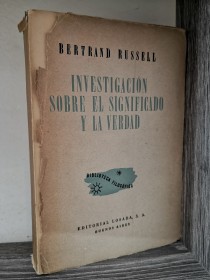 BERTRAND RUSSELL
INVESTIGACIÓN
SOBRE EL SIGNIFICADO
Y LA VERDAD
BIBLIOTECA FILOSÓFICA
EDITORIAL LOSADA, S. A.
BUENOS AIRES